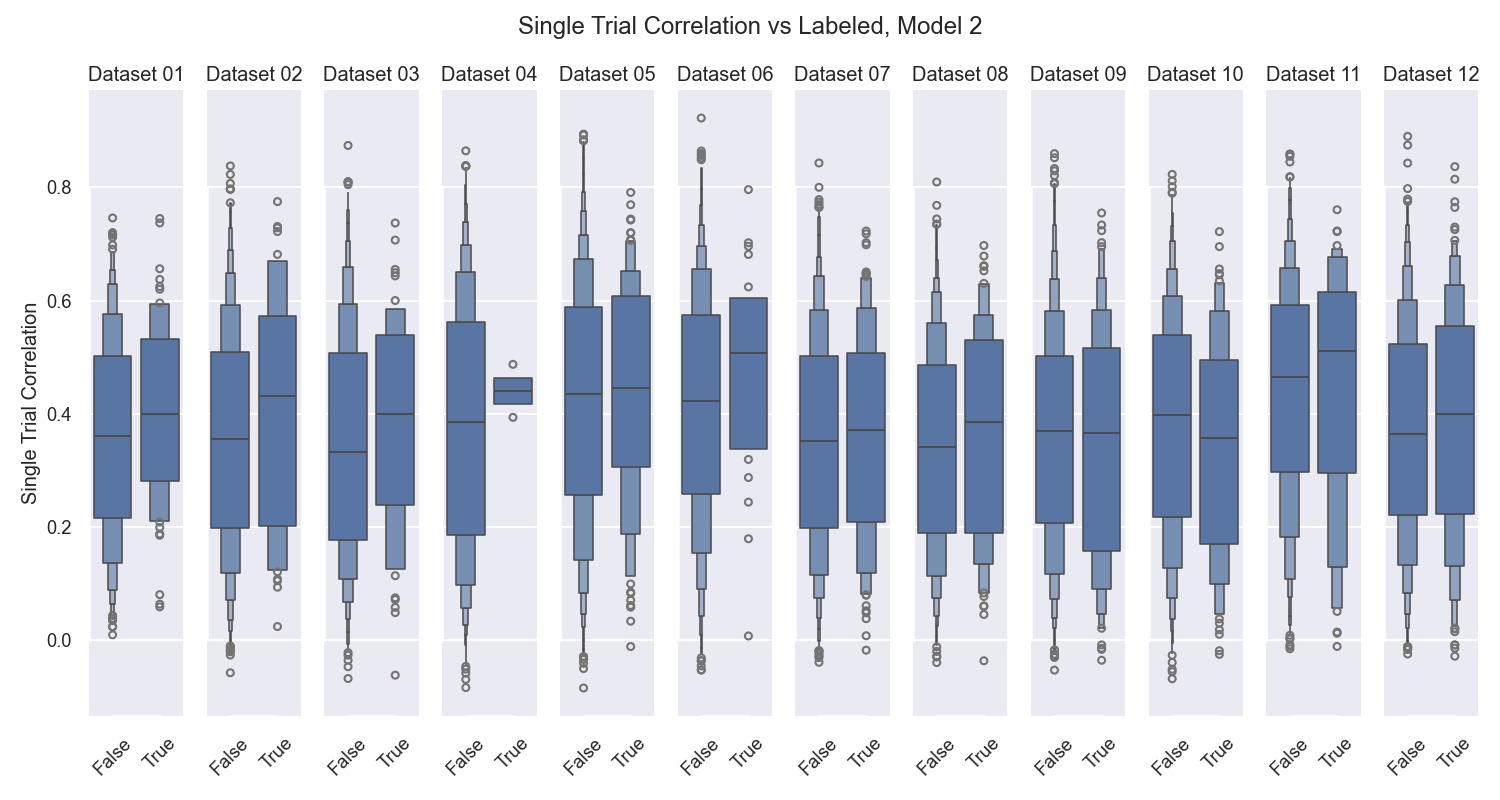 Single Trial Correlation vs Labeled, Model 2
Dataset 01 Dataset 02 Dataset 03 Dataset 04 Dataset 05 Dataset 06 Dataset 07 Dataset 08 Dataset 09 Dataset 10 Dataset 11 Dataset 12
Single Trial Correlation
0.8
0.6
0.4
0.2
0.0
False True False True False True False True False True False True False True False True False True False True False True False True